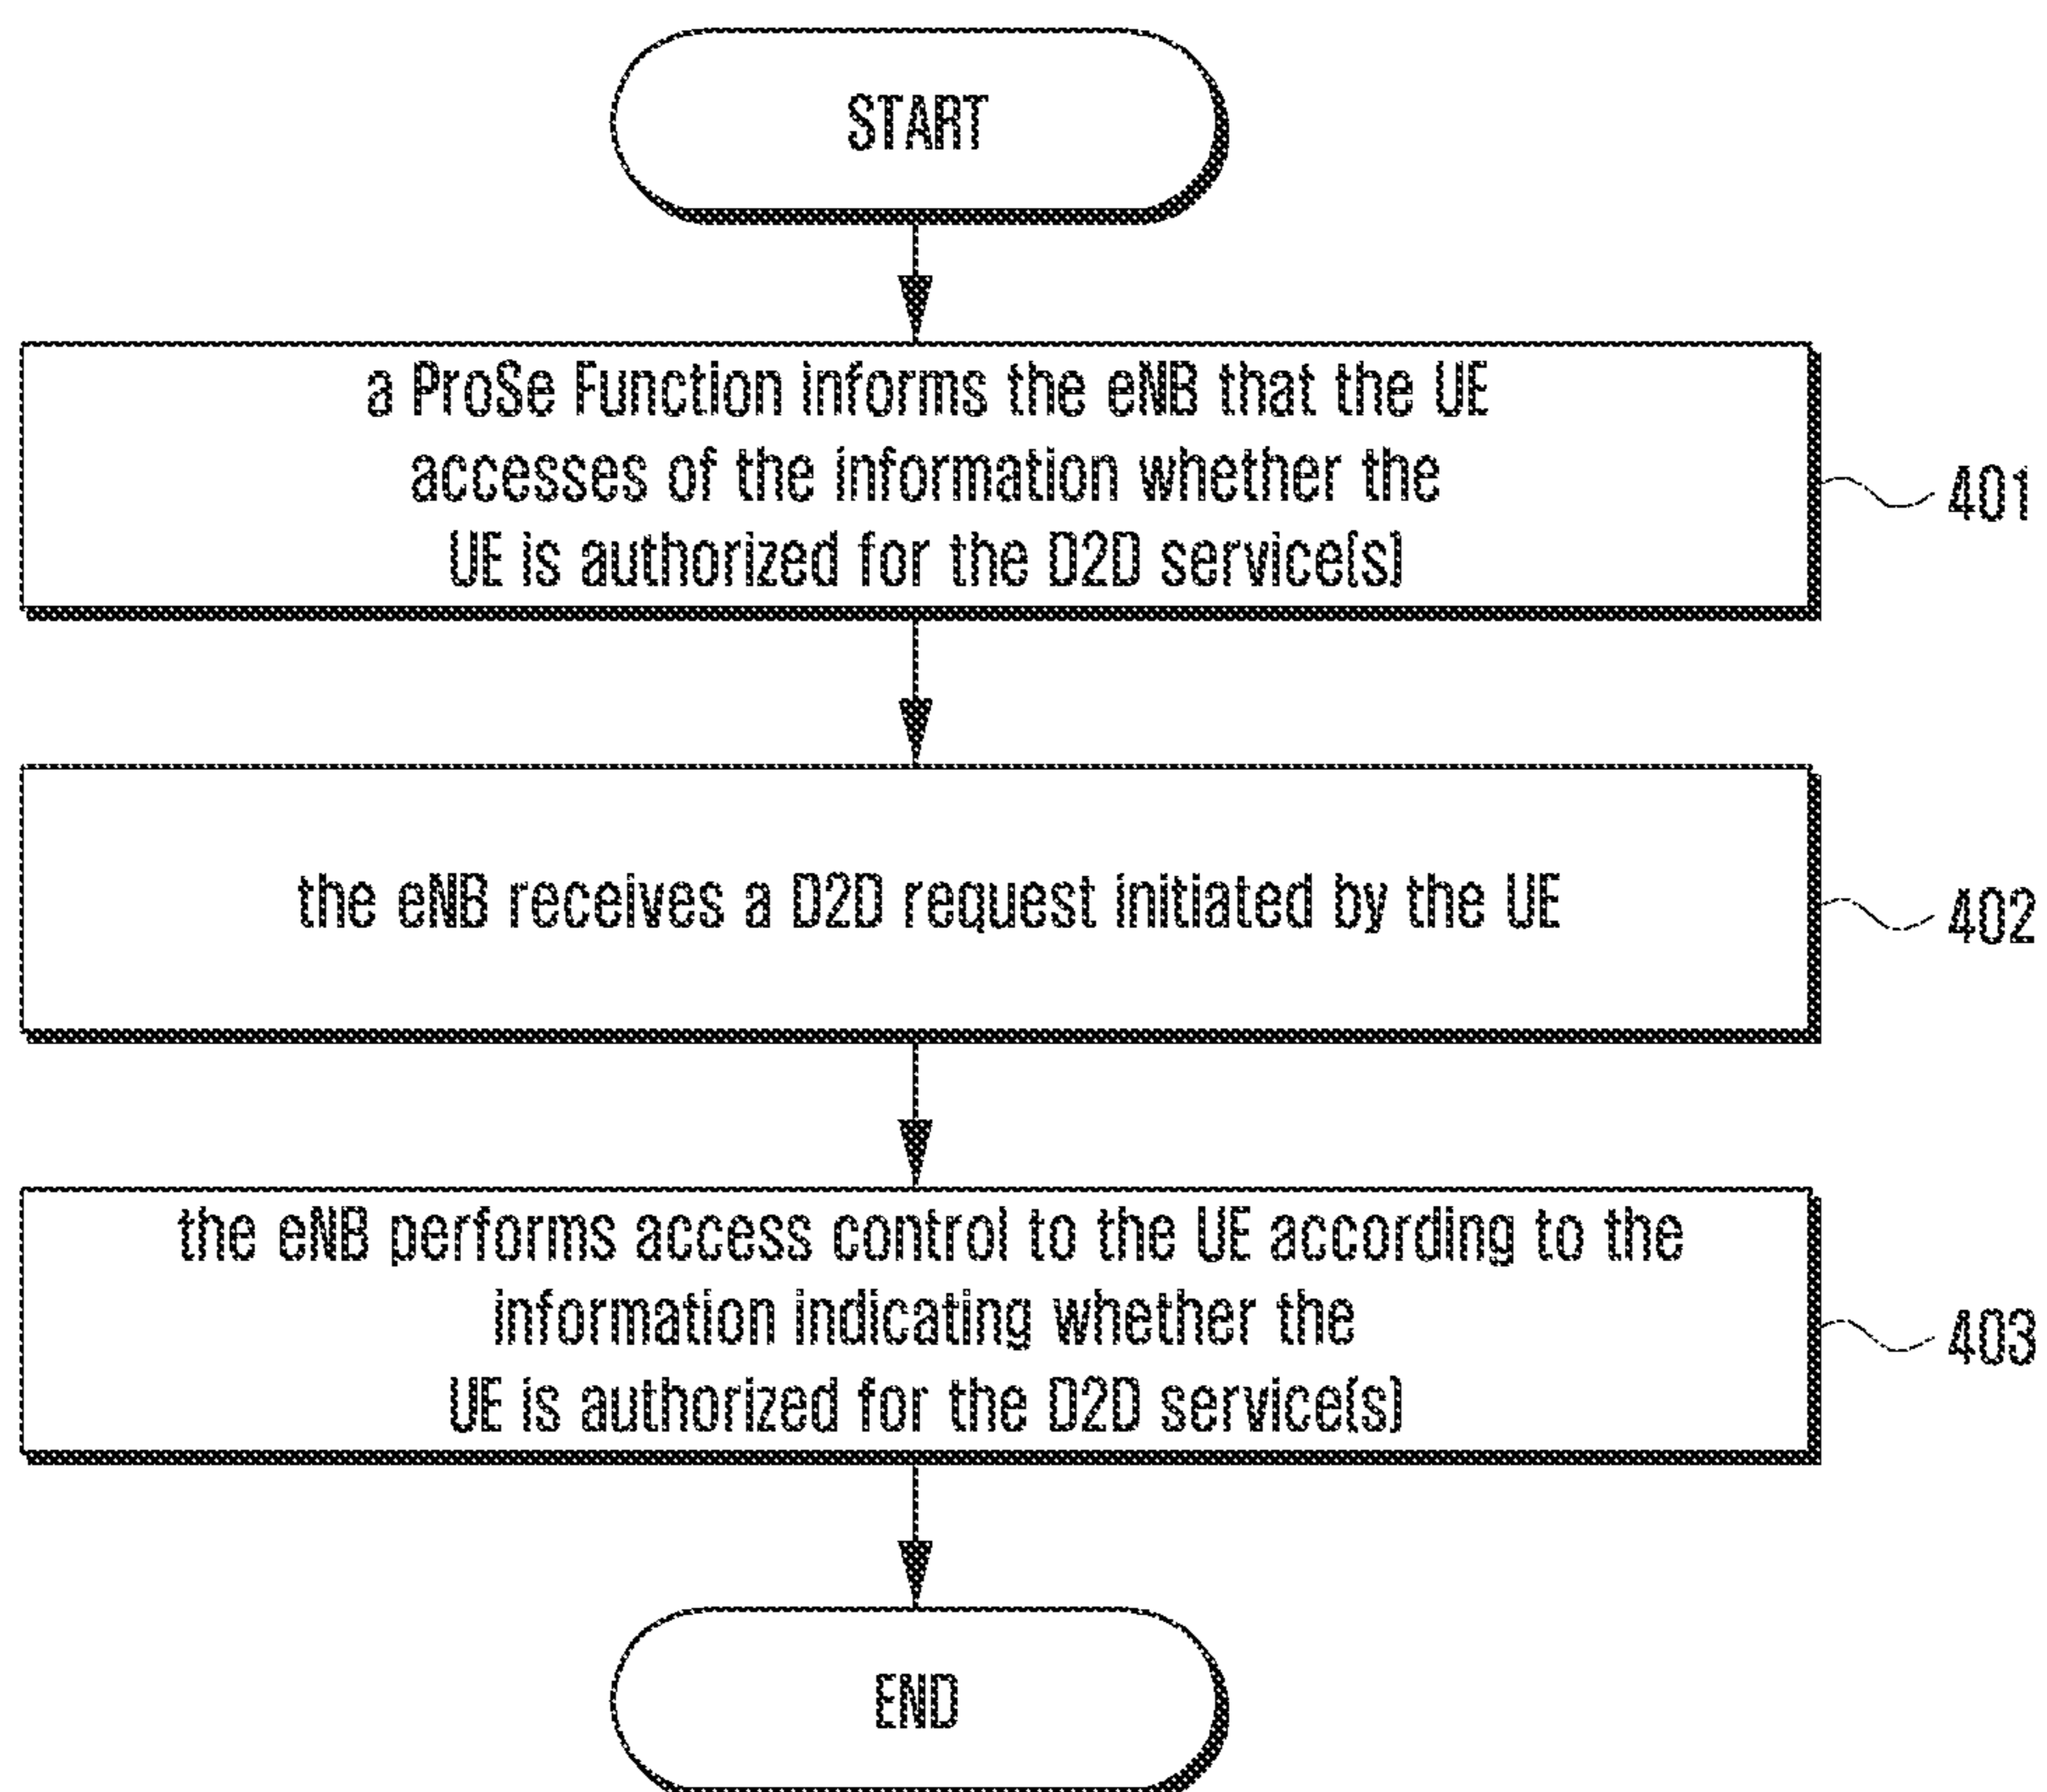 START
a ProSe Function informs the eNB that the UE
accesses of the information whether the
UE is authorized for the D2D service(s)
401
the eNB receives a D2D request initiated by the UE
402
the eNB performs access control to the UE according to the
information indicating whether the
UE is authorized for the D2D service(s)
403
END